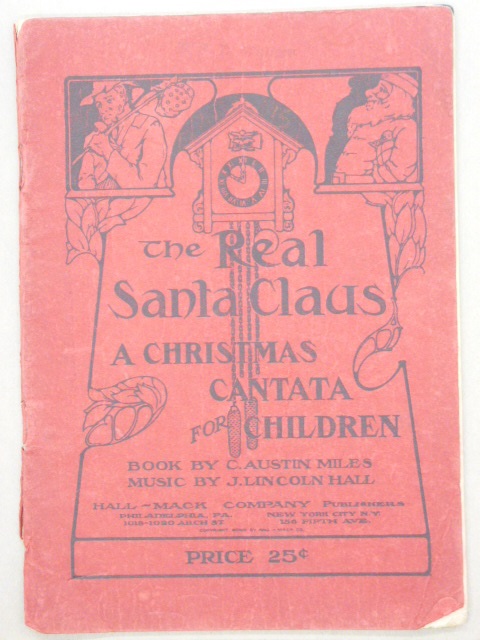 The Real
Santa Claus
A CHRISTMAS
CANTATA
FOR CHILDREN
BOOK BY C. AUSTIN MILES
MUSIC BY J. LINCOLN HALL
HALL-MACK COMPANY PUBLISHERS
PHILADELPHIA, PA. NEW YORK CITY N.Y.
1018-1020 ARCH ST. 156 FIFTH AVE.
PRICE 25¢